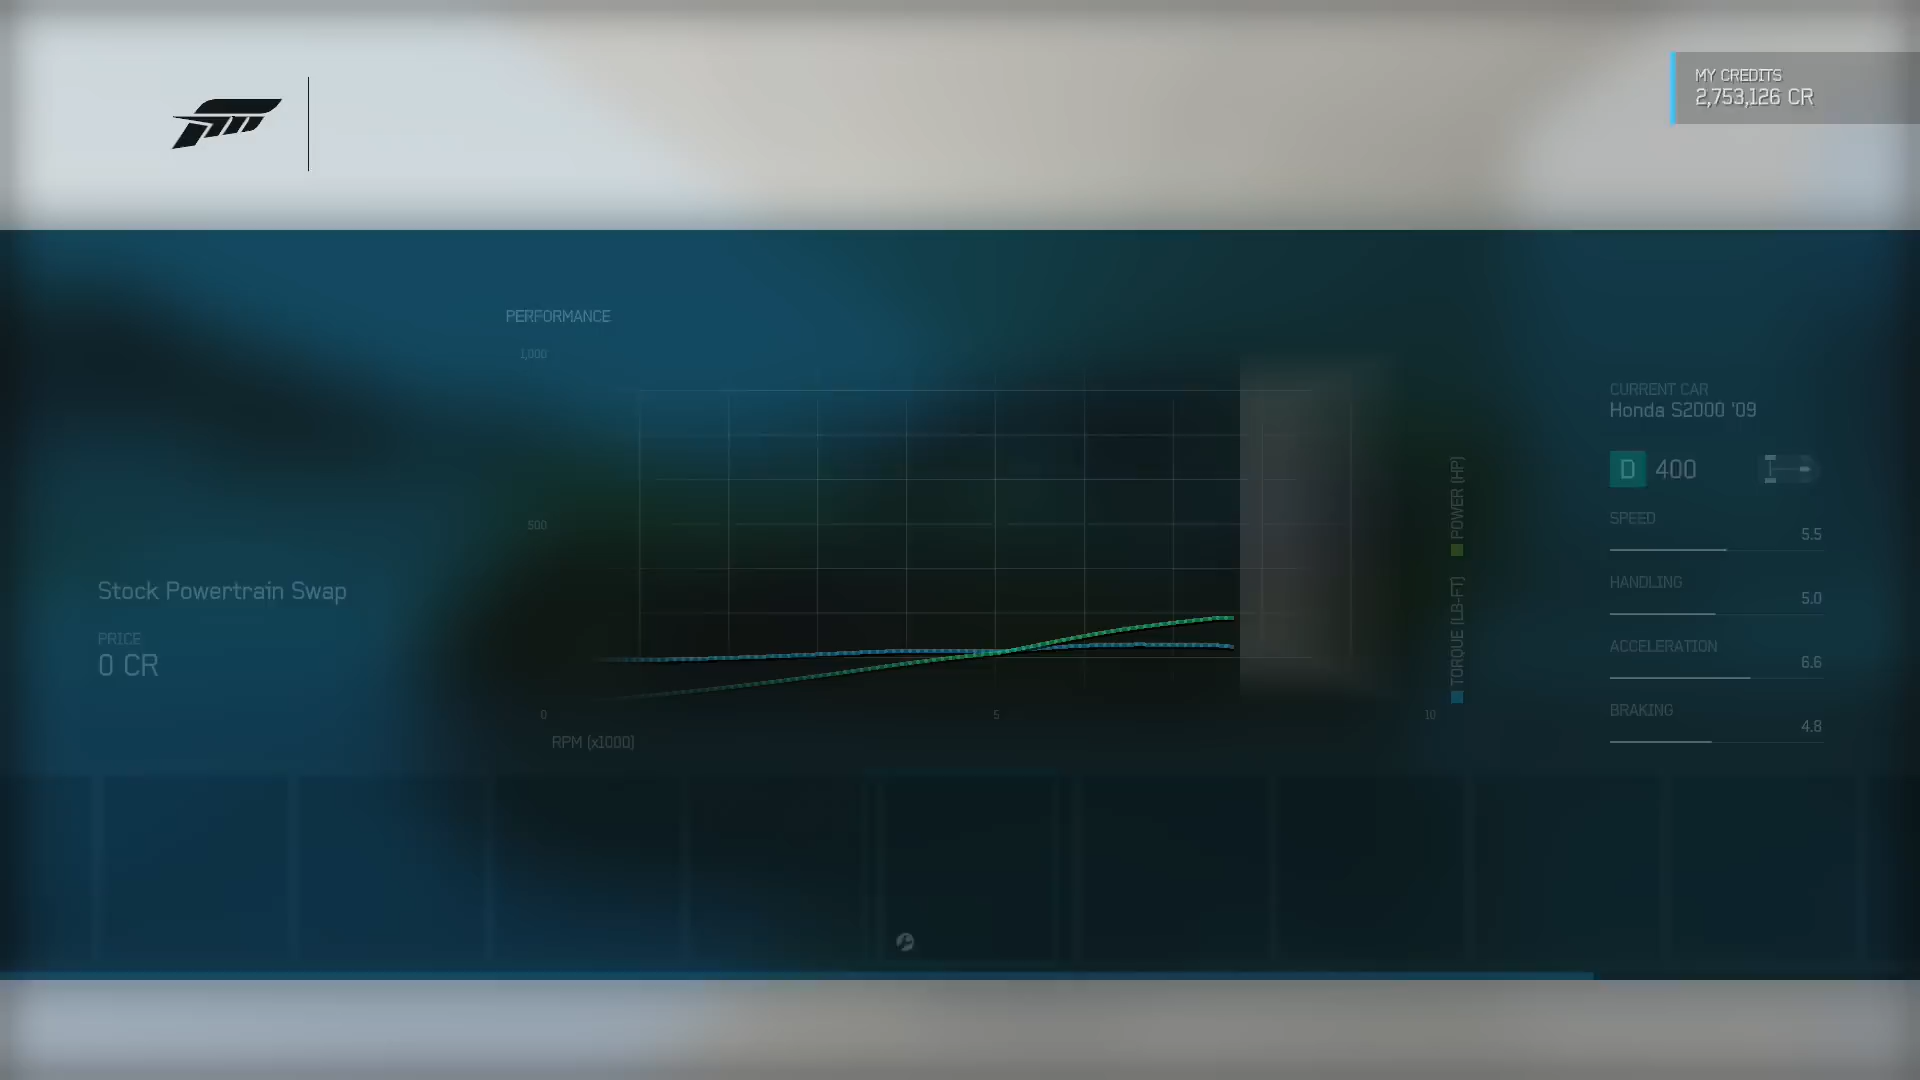 MY CREDITS
2,753,126 CR
PERFORMANCE
1,000
500
0
5
10
RPM (x1000)
POWER (HP)
TORQUE (LB-FT)
Stock Powertrain Swap
PRICE
0 CR
CURRENT CAR
Honda S2000 '09
D 400
SPEED
5.5
HANDLING
5.0
ACCELERATION
6.6
BRAKING
4.8